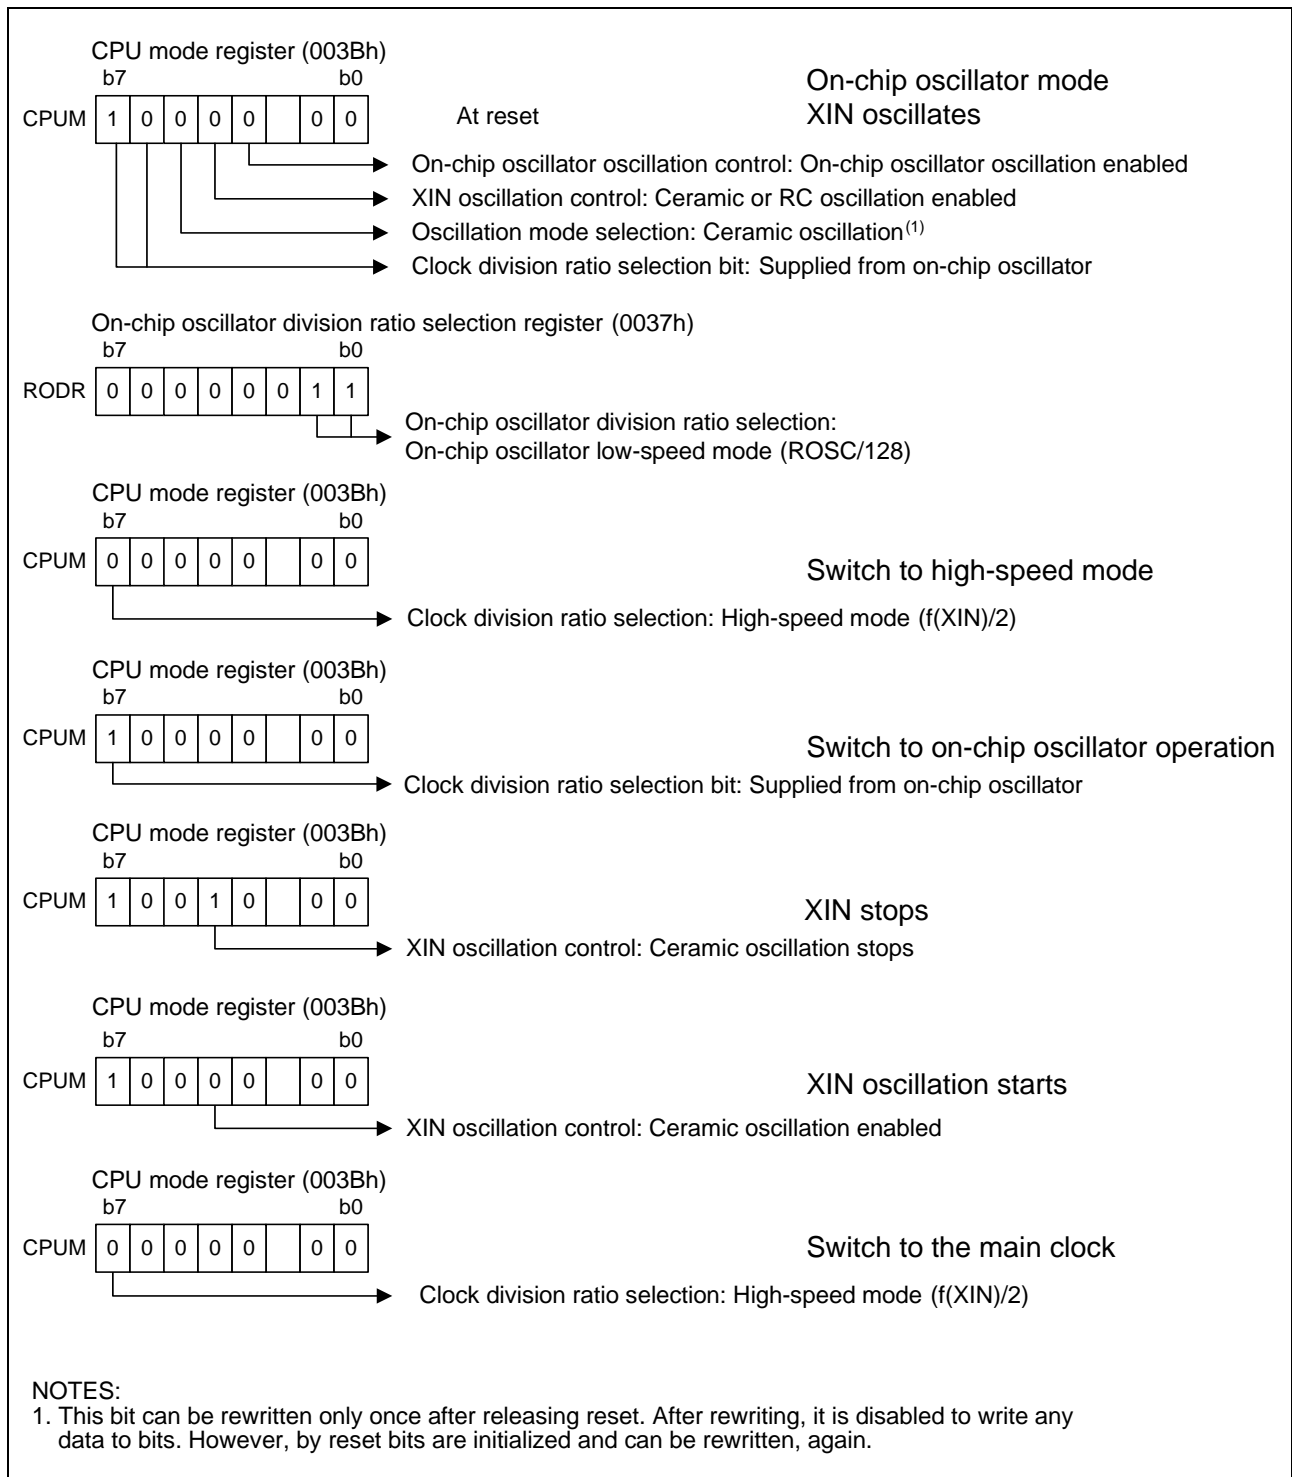 CPU mode register (003Bh)
b7 b0
CPUM 1 0 0 0 0 0 0
At reset
On-chip oscillator mode
XIN oscillates
On-chip oscillator oscillation control: On-chip oscillator oscillation enabled
XIN oscillation control: Ceramic or RC oscillation enabled
Oscillation mode selection: Ceramic oscillation(1)
Clock division ratio selection bit: Supplied from on-chip oscillator
On-chip oscillator division ratio selection register (0037h)
b7 b0
RODR 0 0 0 0 0 0 1 1
On-chip oscillator division ratio selection:
On-chip oscillator low-speed mode (ROSC/128)
CPU mode register (003Bh)
b7 b0
CPUM 0 0 0 0 0 0 0
Switch to high-speed mode
Clock division ratio selection: High-speed mode (f(XIN)/2)
CPU mode register (003Bh)
b7 b0
CPUM 1 0 0 0 0 0 0
Switch to on-chip oscillator operation
Clock division ratio selection bit: Supplied from on-chip oscillator
CPU mode register (003Bh)
b7 b0
CPUM 1 0 0 1 0 0 0
XIN stops
XIN oscillation control: Ceramic oscillation stops
CPU mode register (003Bh)
b7 b0
CPUM 1 0 0 0 0 0 0
XIN oscillation starts
XIN oscillation control: Ceramic oscillation enabled
CPU mode register (003Bh)
b7 b0
CPUM 0 0 0 0 0 0 0
Switch to the main clock
Clock division ratio selection: High-speed mode (f(XIN)/2)
NOTES:
1. This bit can be rewritten only once after releasing reset. After rewriting, it is disabled to write any
data to bits. However, by reset bits are initialized and can be rewritten, again.